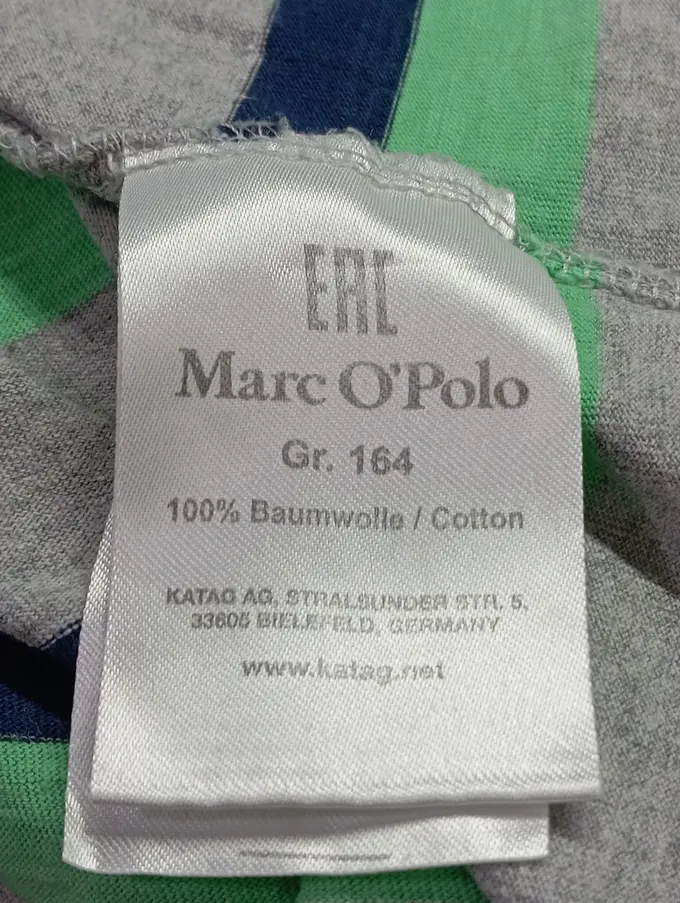 EAC
Marc O'Polo
Gr. 164
100% Baumwolle / Cotton
KATAG AG, STRALSUNDER STR. 5,
33605 BIELEFELD, GERMANY
www.katag.net